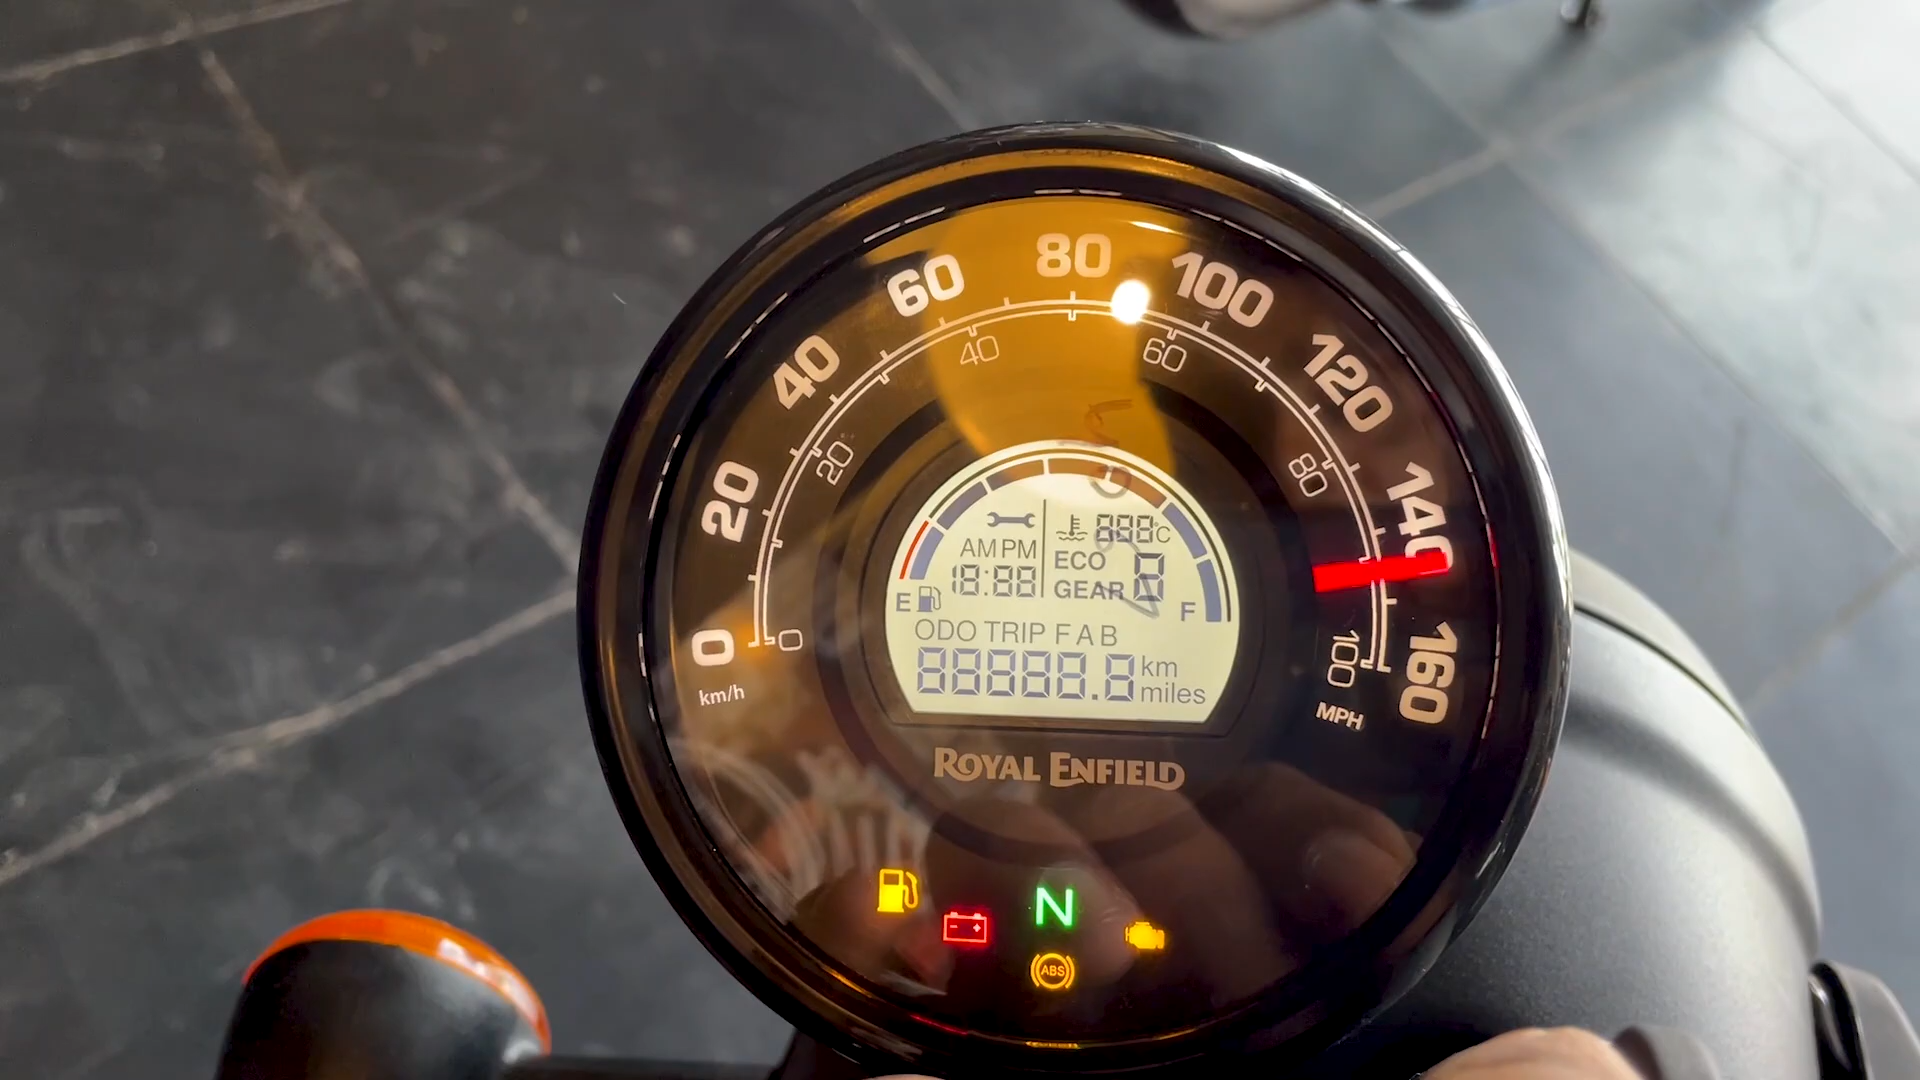 0
20
40
60
80
100
120
140
160
km/h
0
20
40
60
80
100
MPH
AM PM
18:88
888°C
ECO
GEAR 8
E
F
ODO TRIP F A B
88888.8 km
miles
ROYAL ENFIELD
N
ABS